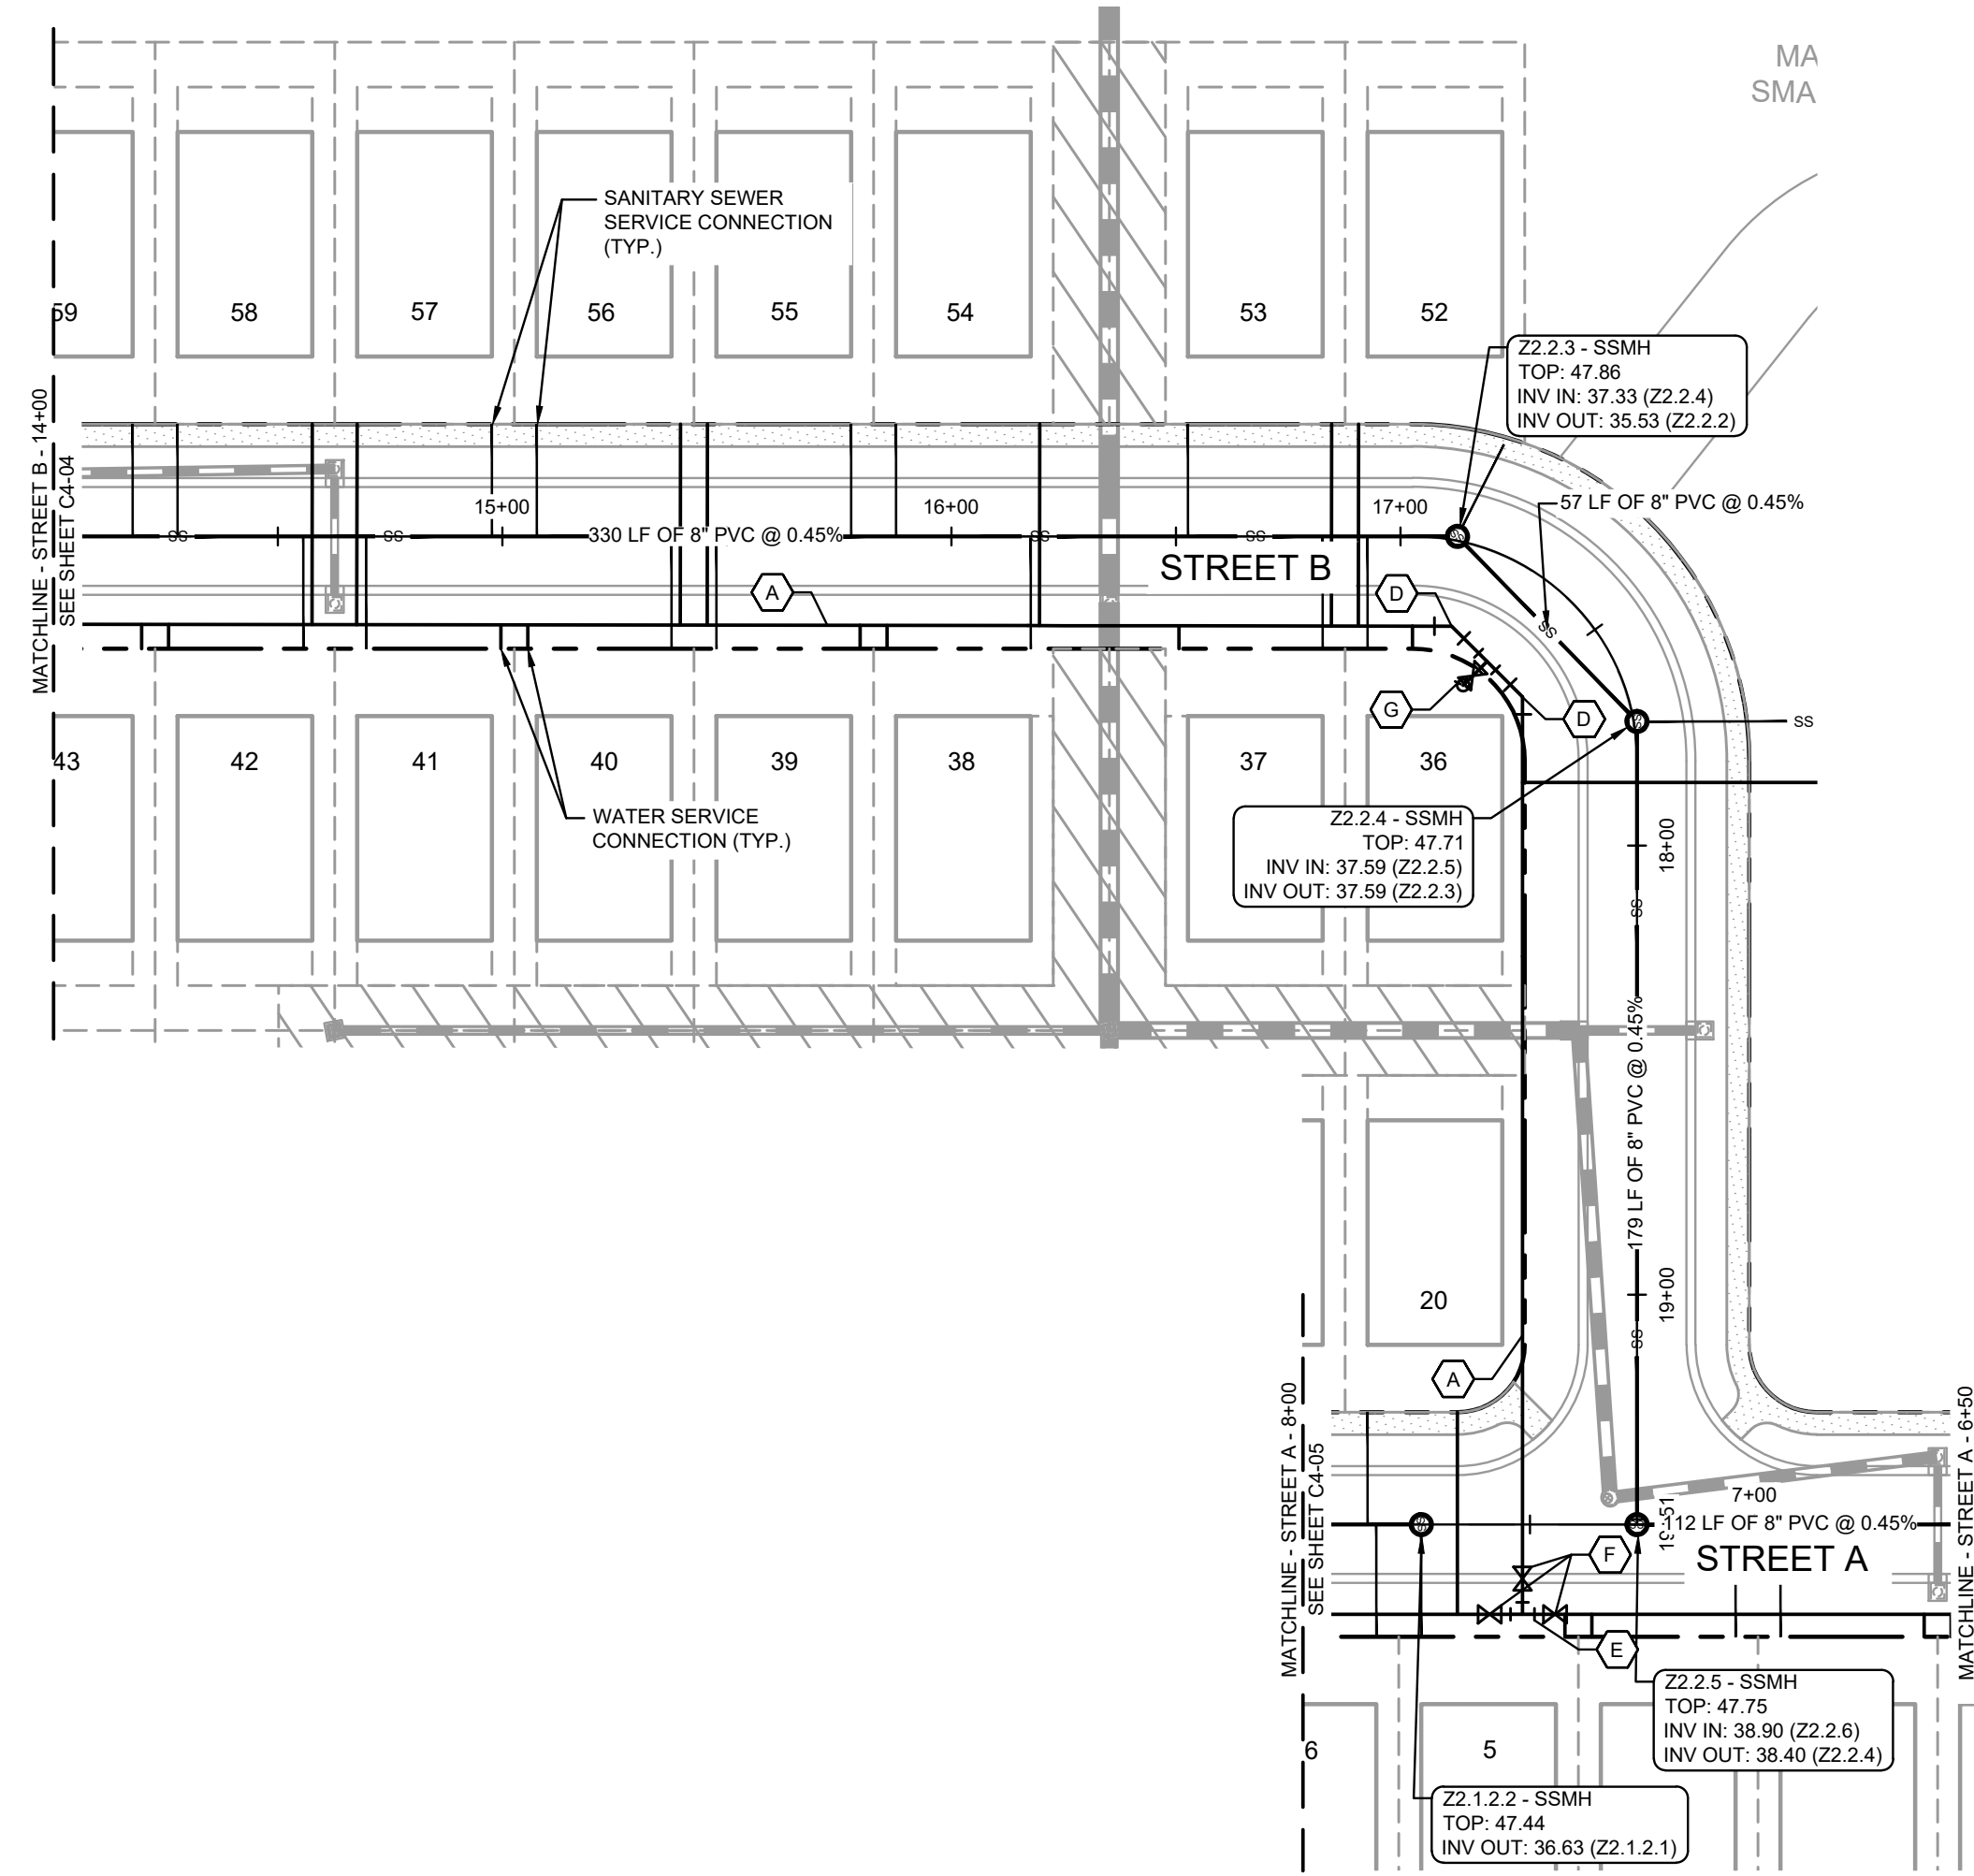 MA
SMA
SANITARY SEWER
SERVICE CONNECTION
(TYP.)
59
58
57
56
55
54
53
52
Z2.2.3 - SSMH
TOP: 47.86
INV IN: 37.33 (Z2.2.4)
INV OUT: 35.53 (Z2.2.2)
MATCHLINE - STREET B - 14+00
SEE SHEET C4-04
15+00
16+00
17+00
57 LF OF 8" PVC @ 0.45%
SS
SS
330 LF OF 8" PVC @ 0.45%
SS
SS
SS
STREET B
A
D
SS
G
D
SS
SS
43
42
41
40
39
38
37
36
WATER SERVICE
CONNECTION (TYP.)
Z2.2.4 - SSMH
TOP: 47.71
INV IN: 37.59 (Z2.2.5)
INV OUT: 37.59 (Z2.2.3)
18+00
SS
179 LF OF 8" PVC @ 0.45%
19+00
SS
20
A
MATCHLINE - STREET A - 8+00
SEE SHEET C4-05
MATCHLINE - STREET A - 6+50
7+00
SS
SS
19+51
112 LF OF 8" PVC @ 0.45%
F
STREET A
E
Z2.2.5 - SSMH
TOP: 47.75
INV IN: 38.90 (Z2.2.6)
INV OUT: 38.40 (Z2.2.4)
6
5
Z2.1.2.2 - SSMH
TOP: 47.44
INV OUT: 36.63 (Z2.1.2.1)